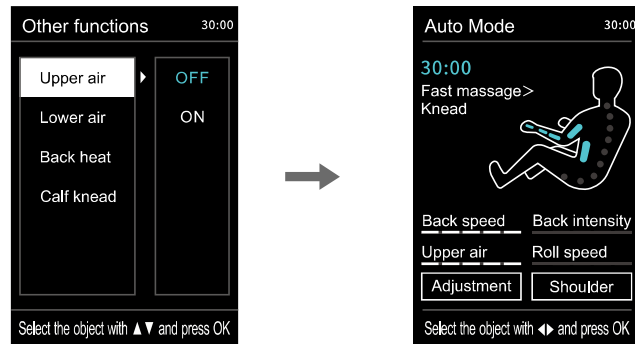 Other functions 30:00
Upper air OFF
Lower air ON
Back heat
Calf knead
Select the object with ▲▼ and press OK
Auto Mode 30:00
30:00
Fast massage>
Knead
Back speed Back intensity
Upper air Roll speed
Adjustment Shoulder
Select the object with ◀▶ and press OK